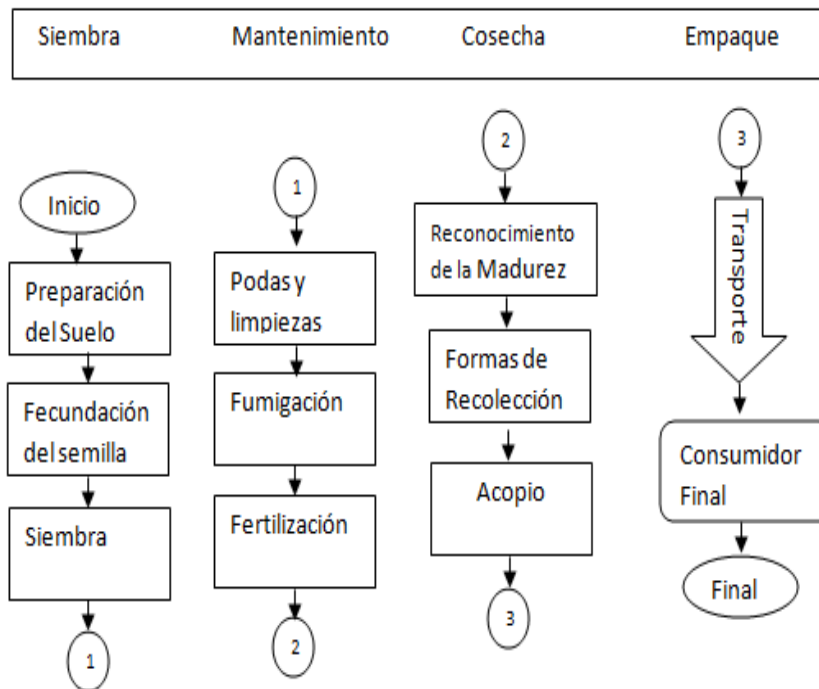 Siembra Mantenimiento Cosecha Empaque
Inicio
Preparación
del Suelo
Fecundación
del semilla
Siembra
1
1
Podas y
limpiezas
Fumigación
Fertilización
2
2
Reconocimiento
de la Madurez
Formas de
Recolección
Acopio
3
3
Transporte
Consumidor
Final
Final